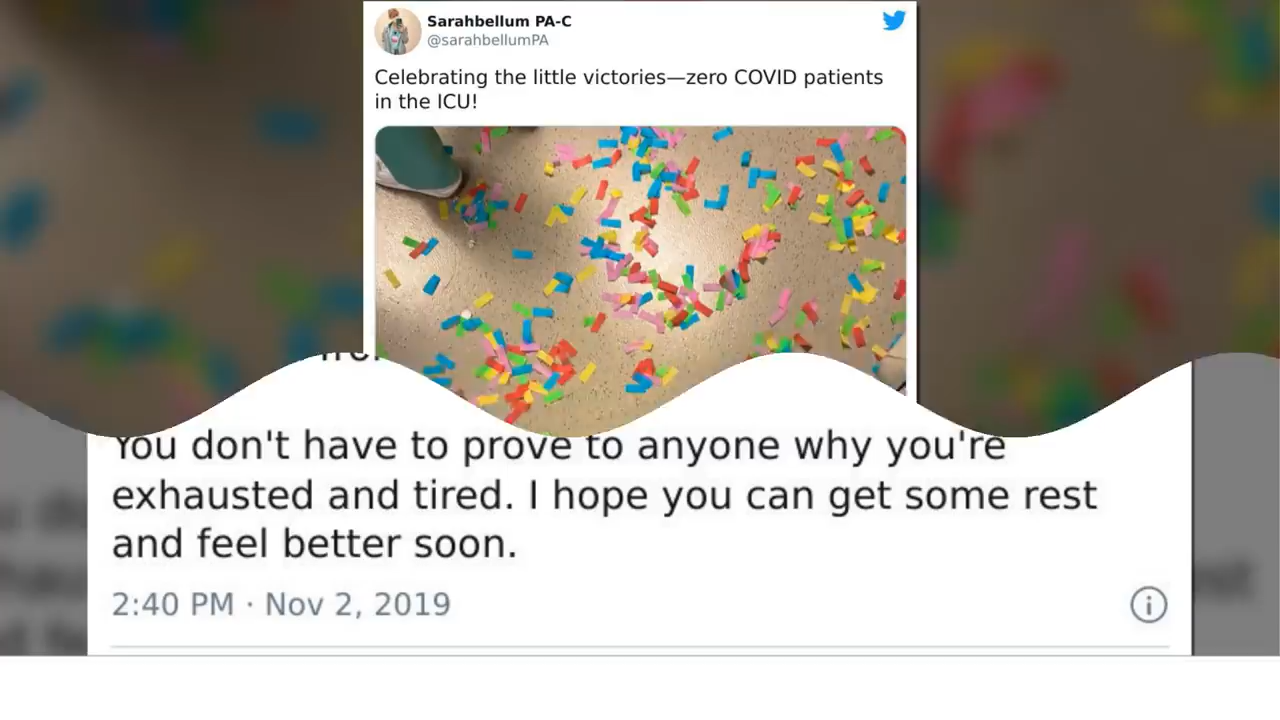 Sarahbellum PA-C
@sarahbellumPA
Celebrating the little victories—zero COVID patients
in the ICU!
You don't have to prove to anyone why you're
exhausted and tired. I hope you can get some rest
and feel better soon.
2:40 PM · Nov 2, 2019